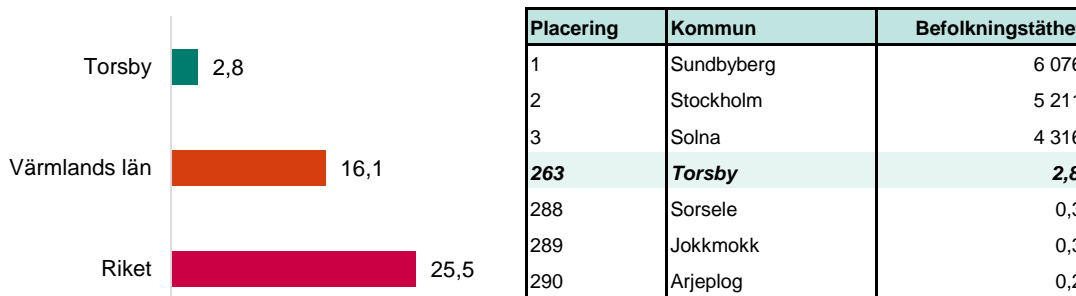 Torsby 2,8
Värmlands län 16,1
Riket 25,5
Placering Kommun Befolkningstäthet
1 Sundbyberg 6 076
2 Stockholm 5 211
3 Solna 4 316
263 Torsby 2,8
288 Sorsele 0,3
289 Jokkmokk 0,3
290 Arjeplog 0,2